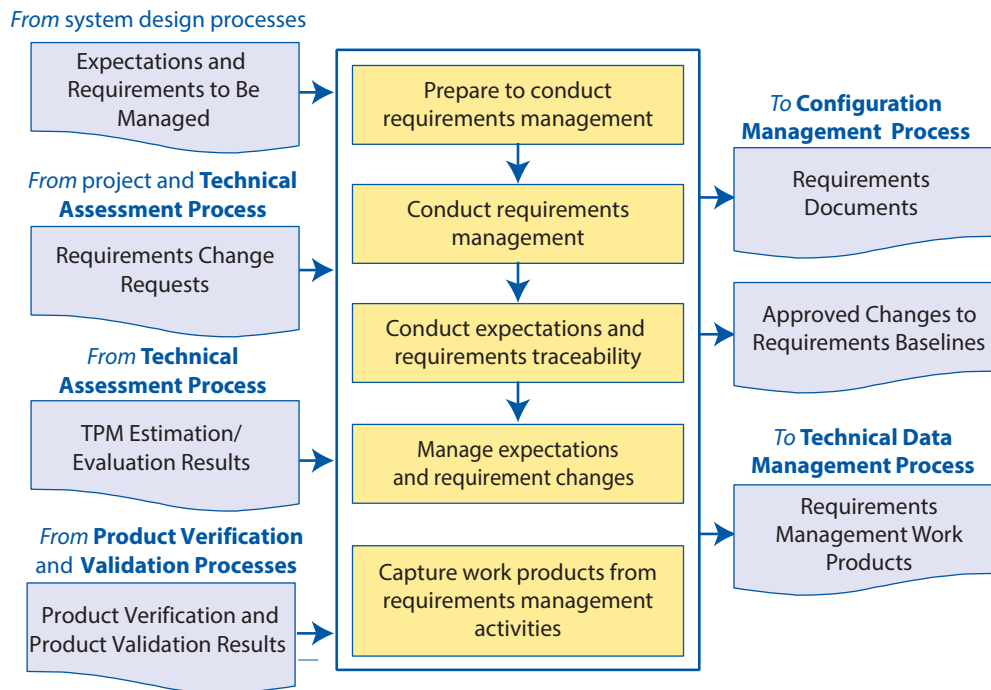 From system design processes
Expectations and
Requirements to Be
Managed
From project and Technical
Assessment Process
Requirements Change
Requests
From Technical
Assessment Process
TPM Estimation/
Evaluation Results
From Product Verification
and Validation Processes
Product Verification and
Product Validation Results
Prepare to conduct
requirements management
Conduct requirements
management
Conduct expectations and
requirements traceability
Manage expectations
and requirement changes
Capture work products from
requirements management
activities
To Configuration
Management Process
Requirements
Documents
Approved Changes to
Requirements Baselines
To Technical Data
Management Process
Requirements
Management Work
Products